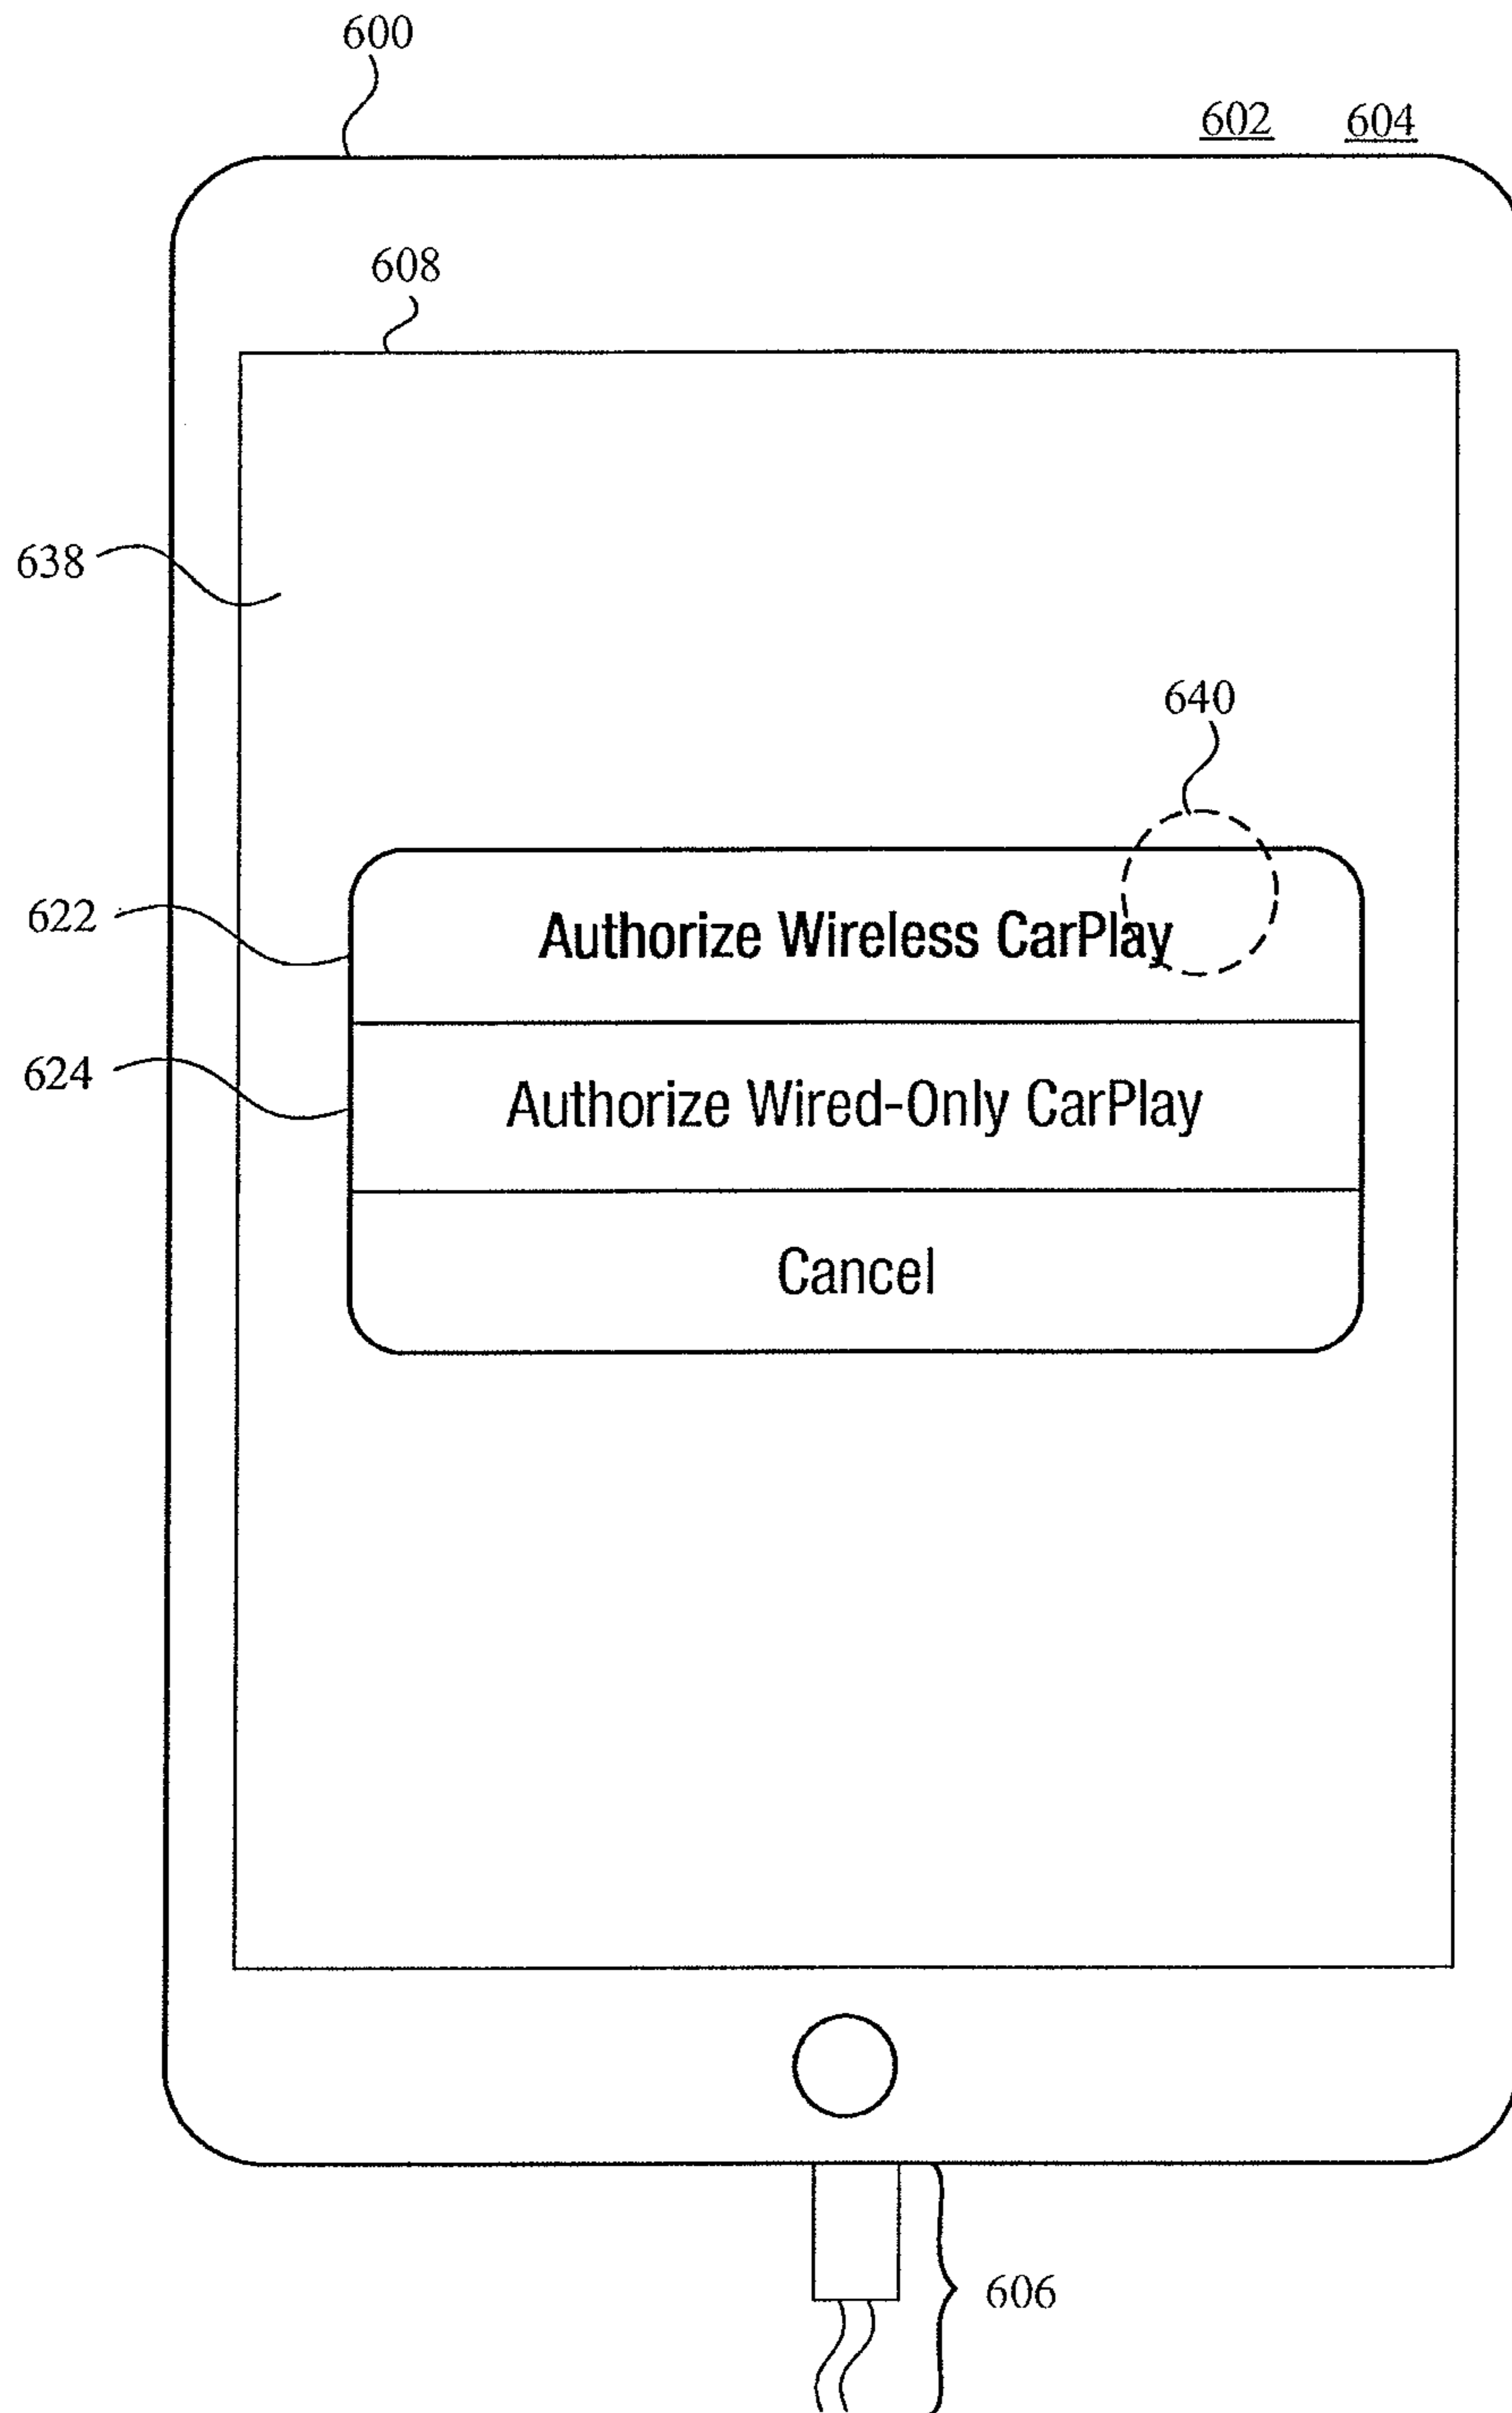 600
602 604
608
638
640
622
Authorize Wireless CarPlay
624
Authorize Wired-Only CarPlay
Cancel
606